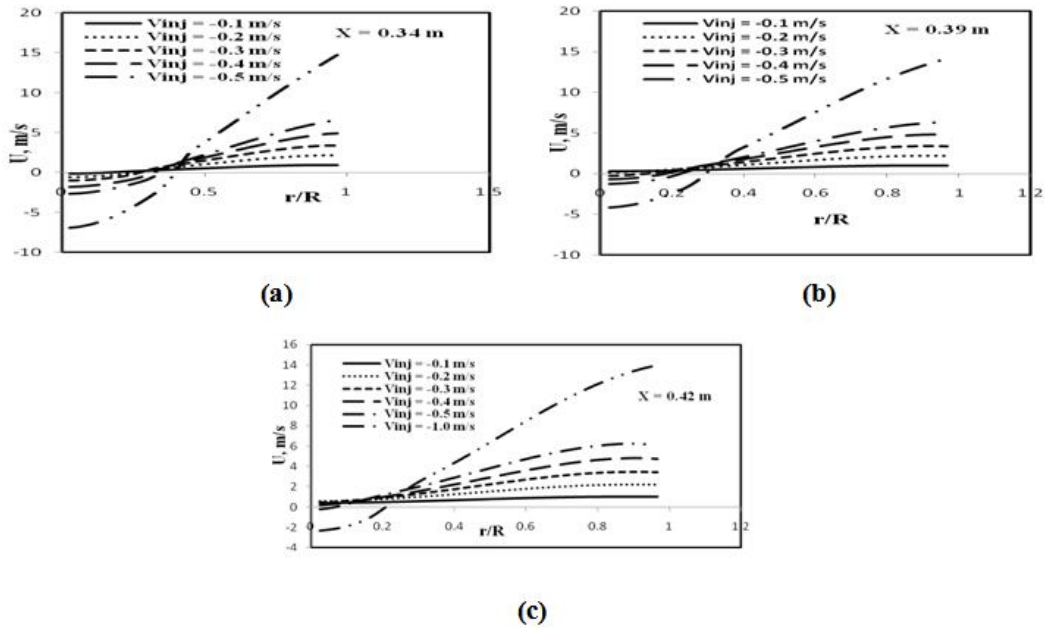 Vinj = -0.1 m/s
Vinj = -0.2 m/s
Vinj = -0.3 m/s
Vinj = -0.4 m/s
Vinj = -0.5 m/s
X = 0.34 m
20
15
10
5
0
-5
-10
0
0.5
1
1.5
U, m/s
r/R
(a)
Vinj = -0.1 m/s
Vinj = -0.2 m/s
Vinj = -0.3 m/s
Vinj = -0.4 m/s
Vinj = -0.5 m/s
X = 0.39 m
20
15
10
5
0
-5
-10
0
0.2
0.4
0.6
0.8
1
1.2
U, m/s
r/R
(b)
Vinj = -0.1 m/s
Vinj = -0.2 m/s
Vinj = -0.3 m/s
Vinj = -0.4 m/s
Vinj = -0.5 m/s
Vinj = -1.0 m/s
X = 0.42 m
16
14
12
10
8
6
4
2
0
-2
-4
0
0.2
0.4
0.6
0.8
1
1.2
U, m/s
r/R
(c)